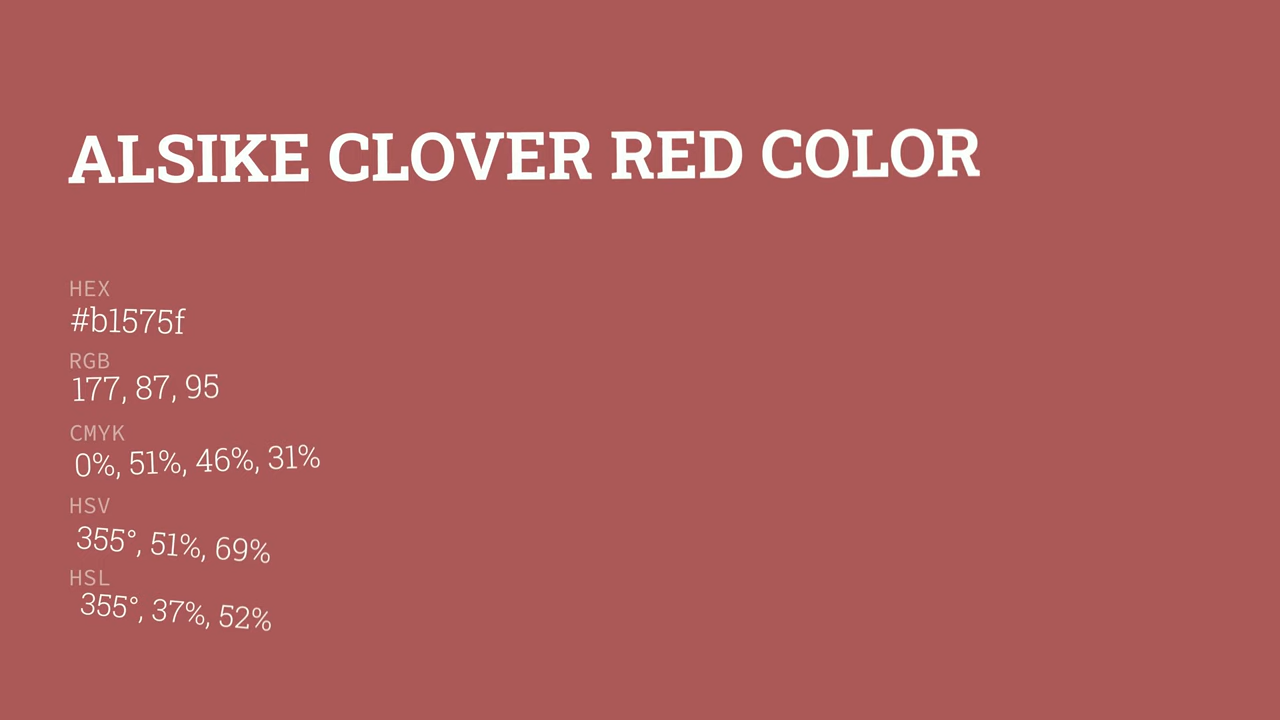 ALSIKE CLOVER RED COLOR
HEX
#b1575f
RGB
177, 87, 95
CMYK
0%, 51%, 46%, 31%
HSV
355°, 51%, 69%
HSL
355°, 37%, 52%